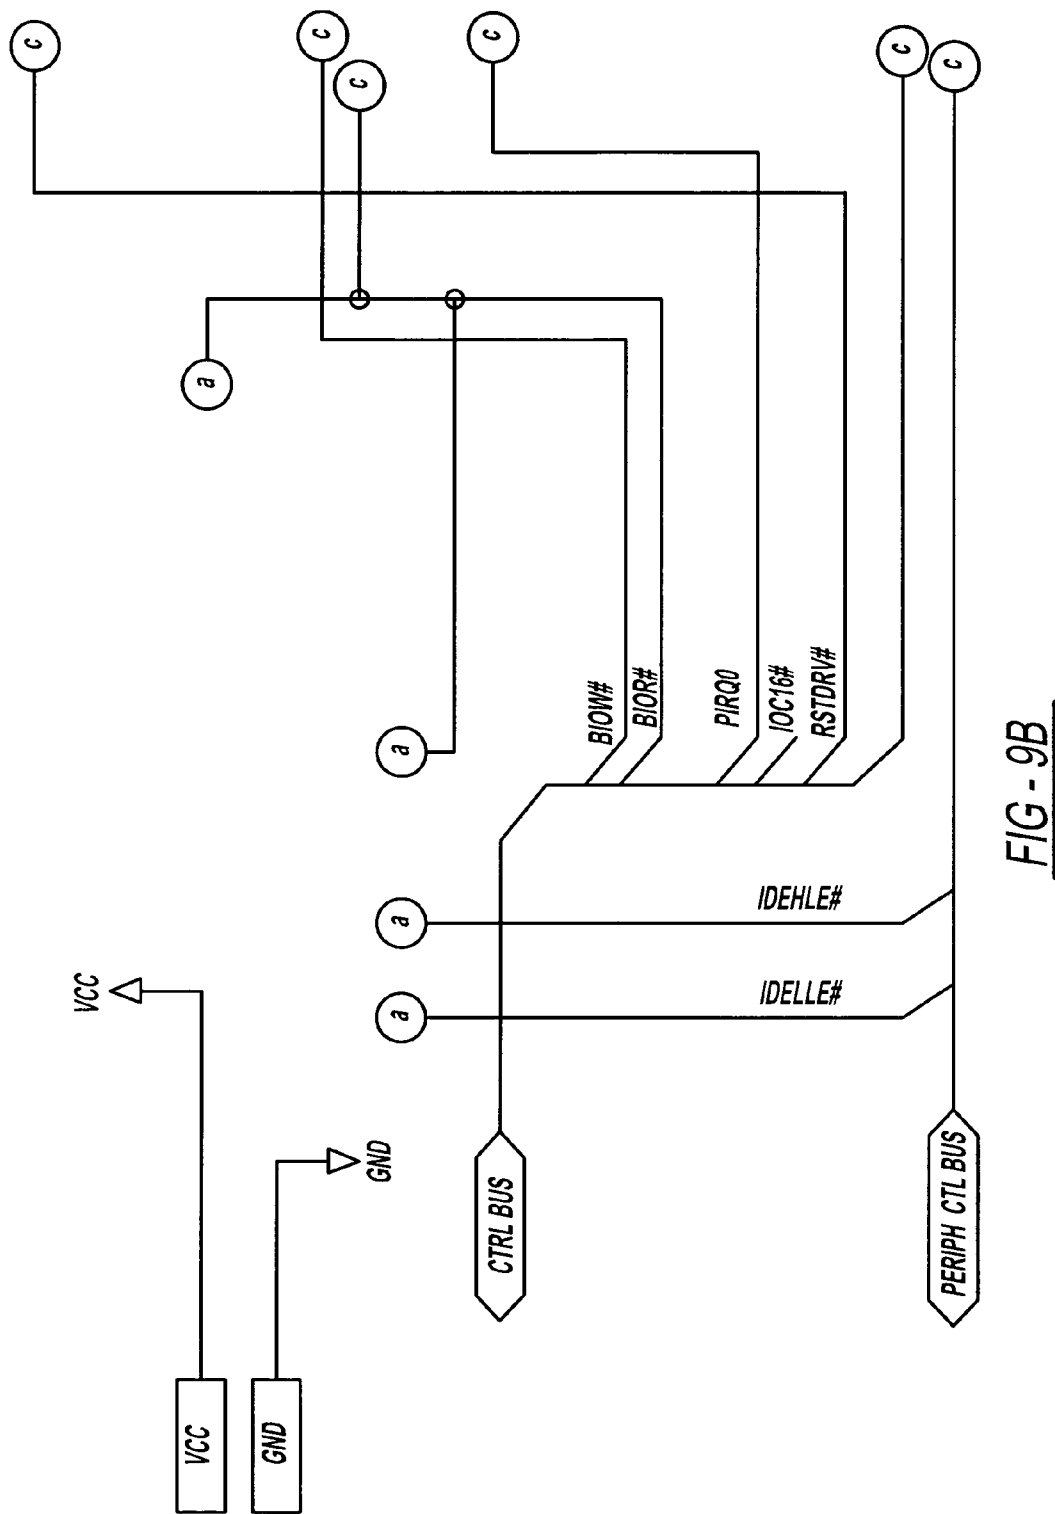 c
VCC
VCC
a
GND
c
c
GND
a
a
a
CTRL BUS
c
BIOW#
BIOR#
PIRQ0
IOC16#
IDELLE#
IDEHLE#
RSTDRV#
c
PERIPH CTL BUS
c
FIG - 9B